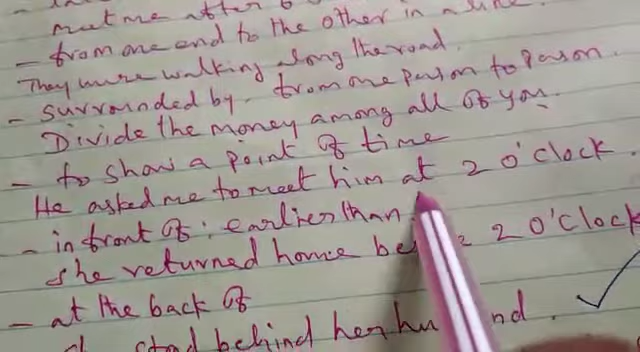 meet me after
- from one end to the other in a line.
They were walking along the road.
- surrounded by, from one person to person.
Divide the money among all of you.
- to show a point of time
He asked me to meet him at 2 O'clock.
- in front of; earlier than
She returned home 2 O'clock
- at the back of
behind her